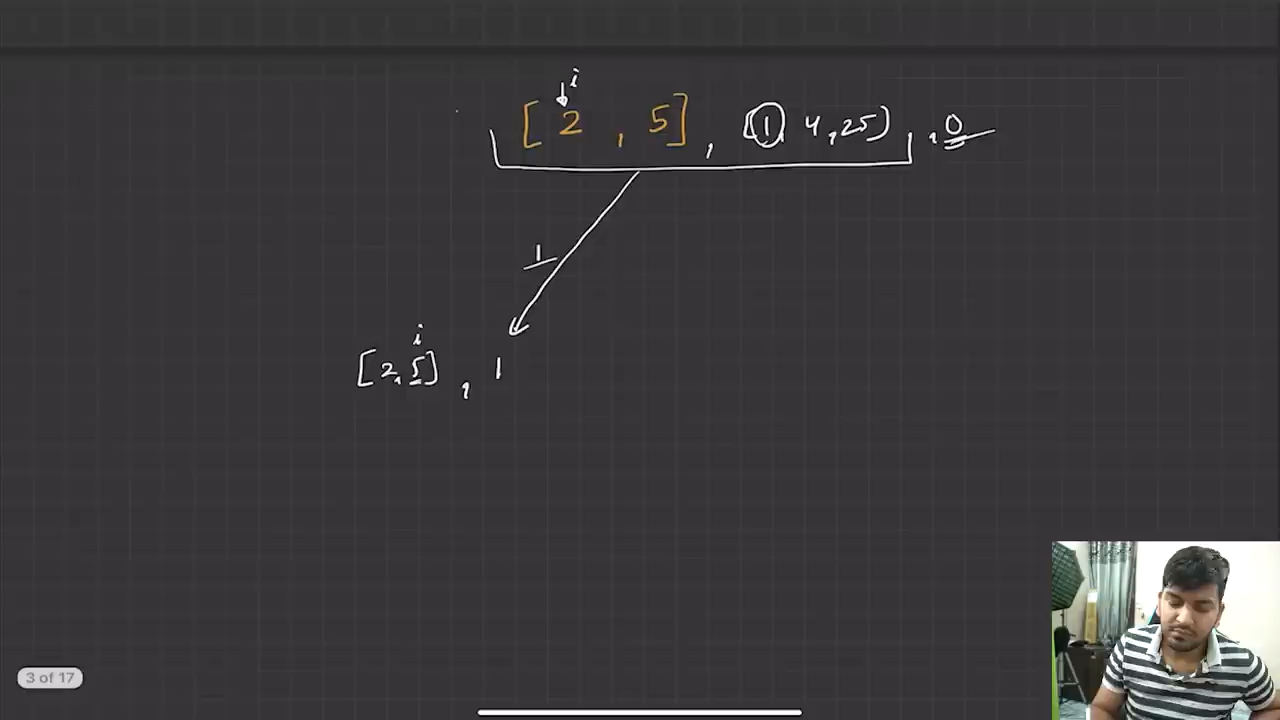 i
[ 2 , 5 ] , [ 1, 4, 25 ) , , 0
1
i
[ 2, 5 ] , 1
3 of 17